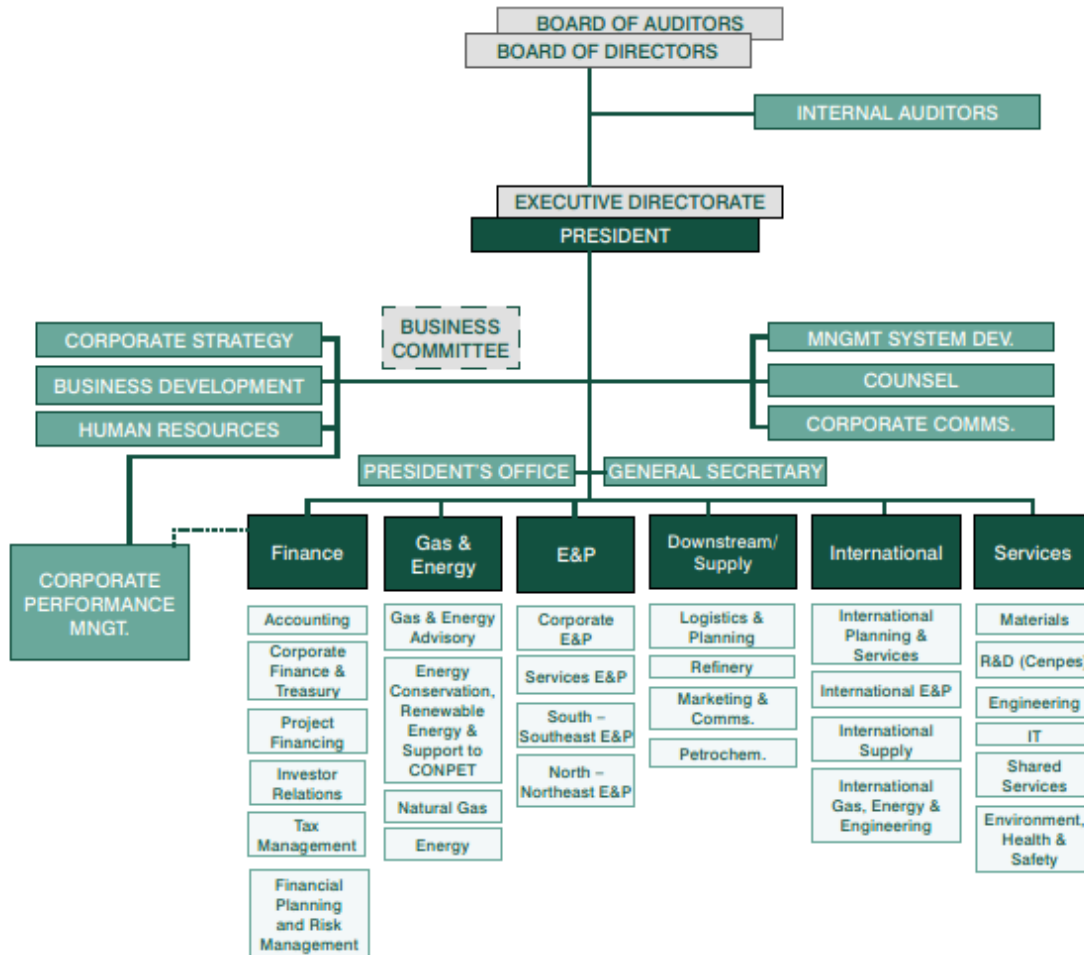 BOARD OF AUDITORS
BOARD OF DIRECTORS
INTERNAL AUDITORS
EXECUTIVE DIRECTORATE
PRESIDENT
BUSINESS
COMMITTEE
CORPORATE STRATEGY
BUSINESS DEVELOPMENT
HUMAN RESOURCES
MNGMT SYSTEM DEV.
COUNSEL
CORPORATE COMMS.
PRESIDENT'S OFFICE
GENERAL SECRETARY
CORPORATE
PERFORMANCE
MNGT.
Finance
Accounting
Corporate
Finance &
Treasury
Project
Financing
Investor
Relations
Tax
Management
Financial
Planning
and Risk
Management
Gas &
Energy
Gas & Energy
Advisory
Energy
Conservation,
Renewable
Energy &
Support to
CONPET
Natural Gas
Energy
E&P
Corporate
E&P
Services E&P
South –
Southeast E&P
North –
Northeast E&P
Downstream/
Supply
Logistics &
Planning
Refinery
Marketing &
Comms.
Petrochem.
International
International
Planning &
Services
International E&P
International
Supply
International
Gas, Energy &
Engineering
Services
Materials
R&D (Cenpes)
Engineering
IT
Shared
Services
Environment,
Health &
Safety